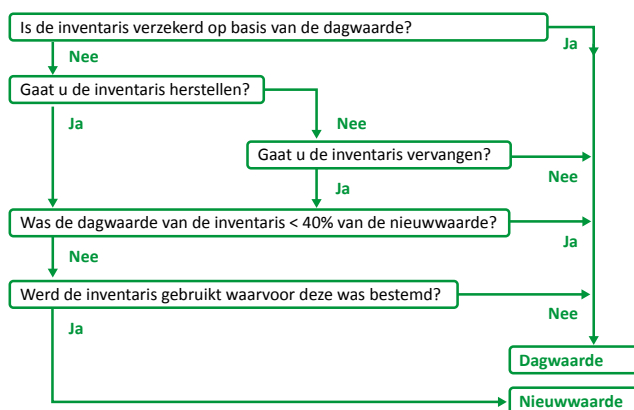 Is de inventaris verzekerd op basis van de dagwaarde?
Ja
Nee
Gaat u de inventaris herstellen?
Ja
Nee
Gaat u de inventaris vervangen?
Nee
Ja
Was de dagwaarde van de inventaris < 40% van de nieuwwaarde?
Ja
Nee
Werd de inventaris gebruikt waarvoor deze was bestemd?
Nee
Ja
Dagwaarde
Nieuwwaarde